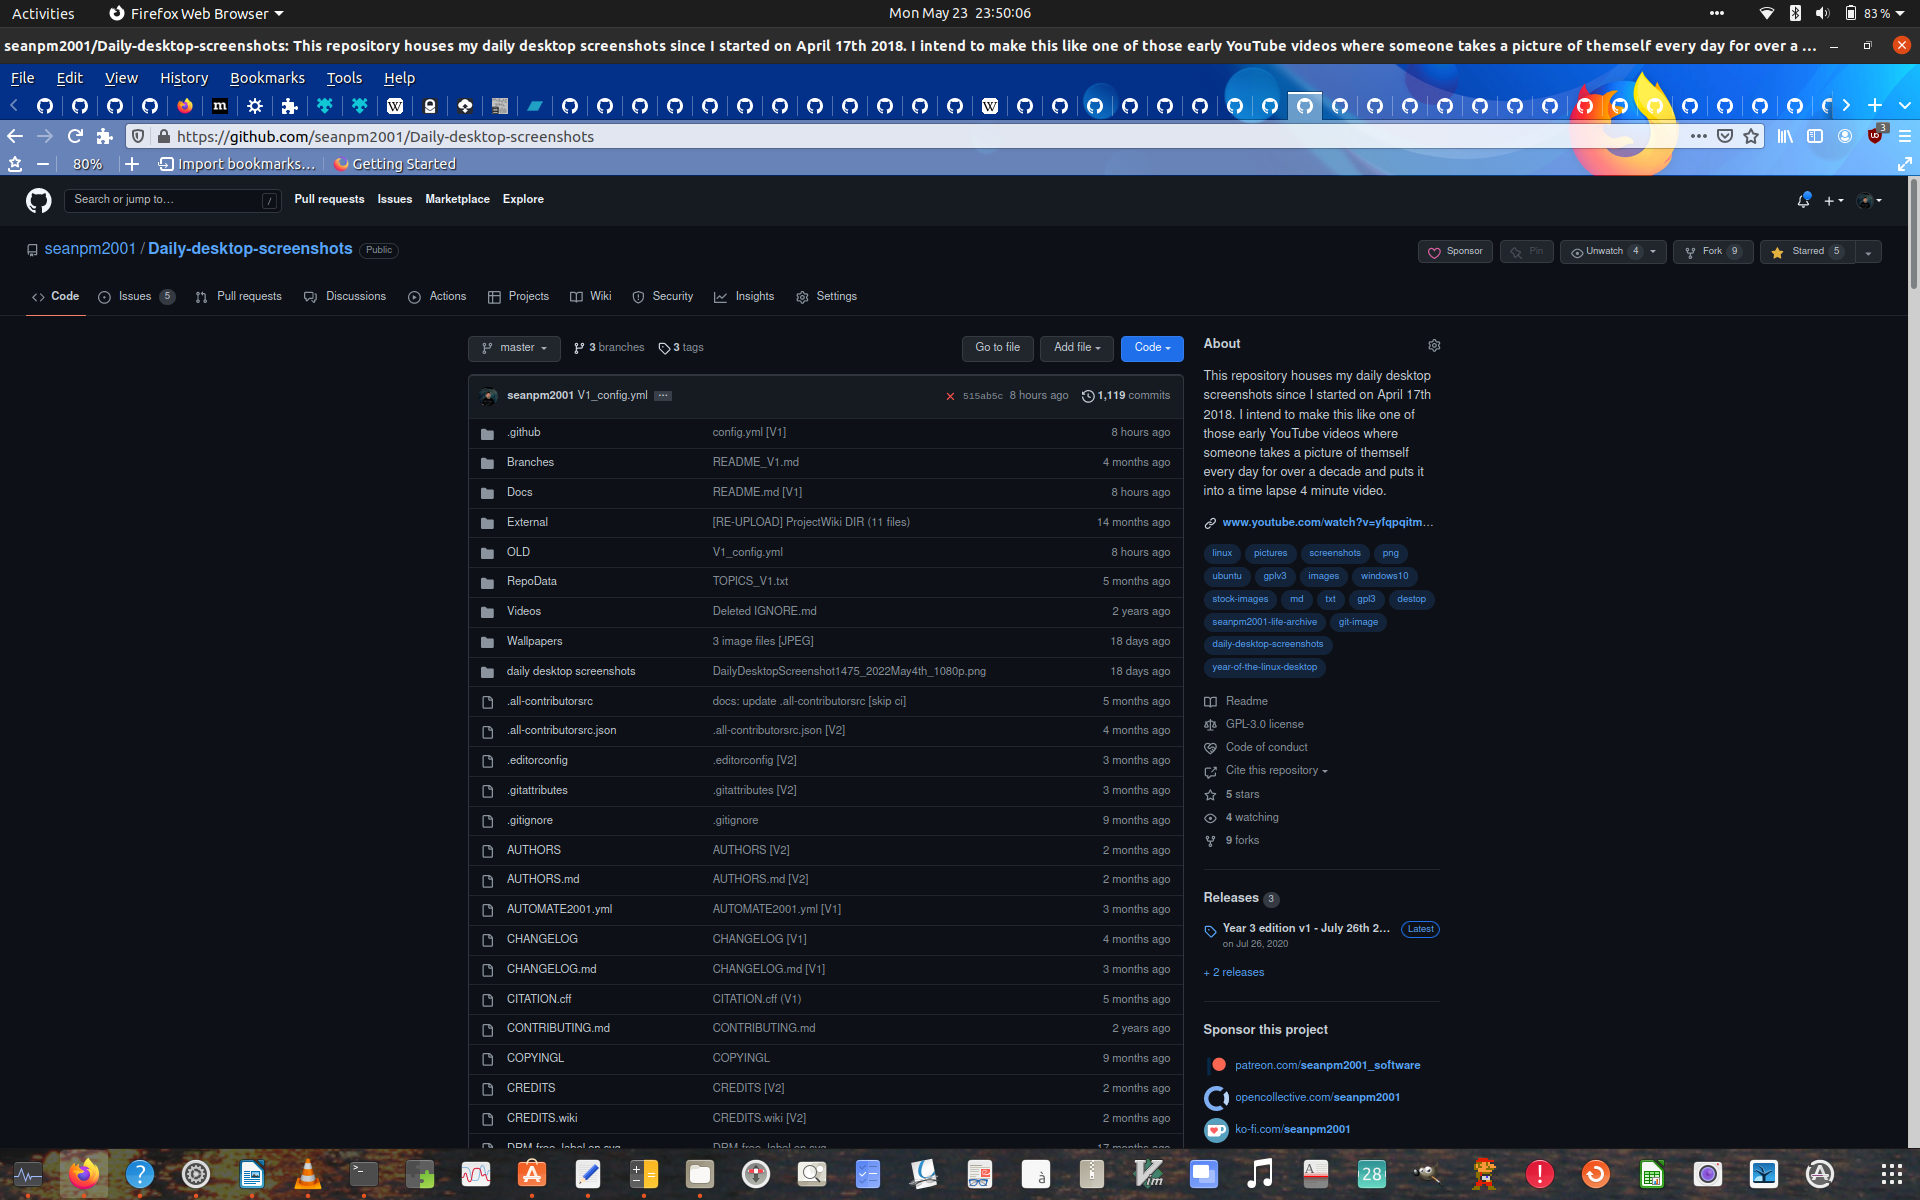 Activities Firefox Web Browser Mon May 23 23:50:06 83 %
seanpm2001/Daily-desktop-screenshots: This repository houses my daily desktop screenshots since I started on April 17th 2018. I intend to make this like one of those early YouTube videos where someone takes a picture of themself every day for over a ...
File Edit View History Bookmarks Tools Help
https://github.com/seanpm2001/Daily-desktop-screenshots
3
80% Import bookmarks... Getting Started
Search or jump to... / Pull requests Issues Marketplace Explore
seanpm2001 / Daily-desktop-screenshots Public
Sponsor Pin Unwatch 4 Fork 9 Starred 5
Code Issues 5 Pull requests Discussions Actions Projects Wiki Security Insights Settings
master 3 branches 3 tags Go to file Add file Code
seanpm2001 V1_config.yml ... 515ab5c 8 hours ago 1,119 commits
.github config.yml [V1] 8 hours ago
Branches README_V1.md 4 months ago
Docs README.md [V1] 8 hours ago
External [RE-UPLOAD] ProjectWiki DIR (11 files) 14 months ago
OLD V1_config.yml 8 hours ago
RepoData TOPICS_V1.txt 5 months ago
Videos Deleted IGNORE.md 2 years ago
Wallpapers 3 image files [JPEG] 18 days ago
daily desktop screenshots DailyDesktopScreenshot1475_2022May4th_1080p.png 18 days ago
.all-contributorsrc docs: update .all-contributorsrc [skip ci] 5 months ago
.all-contributorsrc.json .all-contributorsrc.json [V2] 4 months ago
.editorconfig .editorconfig [V2] 3 months ago
.gitattributes .gitattributes [V2] 3 months ago
.gitignore .gitignore 9 months ago
AUTHORS AUTHORS [V2] 2 months ago
AUTHORS.md AUTHORS.md [V2] 2 months ago
AUTOMATE2001.yml AUTOMATE2001.yml [V1] 3 months ago
CHANGELOG CHANGELOG [V1] 4 months ago
CHANGELOG.md CHANGELOG.md [V1] 3 months ago
CITATION.cff CITATION.cff (V1) 5 months ago
CONTRIBUTING.md CONTRIBUTING.md 2 years ago
COPYINGL COPYINGL 9 months ago
CREDITS CREDITS [V2] 2 months ago
CREDITS.wiki CREDITS.wiki [V2] 2 months ago
About
This repository houses my daily desktop
screenshots since I started on April 17th
2018. I intend to make this like one of
those early YouTube videos where
someone takes a picture of themself
every day for over a decade and puts it
into a time lapse 4 minute video.
www.youtube.com/watch?v=yfqpqitm...
linux pictures screenshots png
ubuntu gplv3 images windows10
stock-images md txt gpl3 destop
seanpm2001-life-archive git-image
daily-desktop-screenshots
year-of-the-linux-desktop
Readme
GPL-3.0 license
Code of conduct
Cite this repository
5 stars
4 watching
9 forks
Releases 3
Year 3 edition v1 - July 26th 2... Latest
on Jul 26, 2020
+ 2 releases
Sponsor this project
patreon.com/seanpm2001_software
opencollective.com/seanpm2001
ko-fi.com/seanpm2001
28